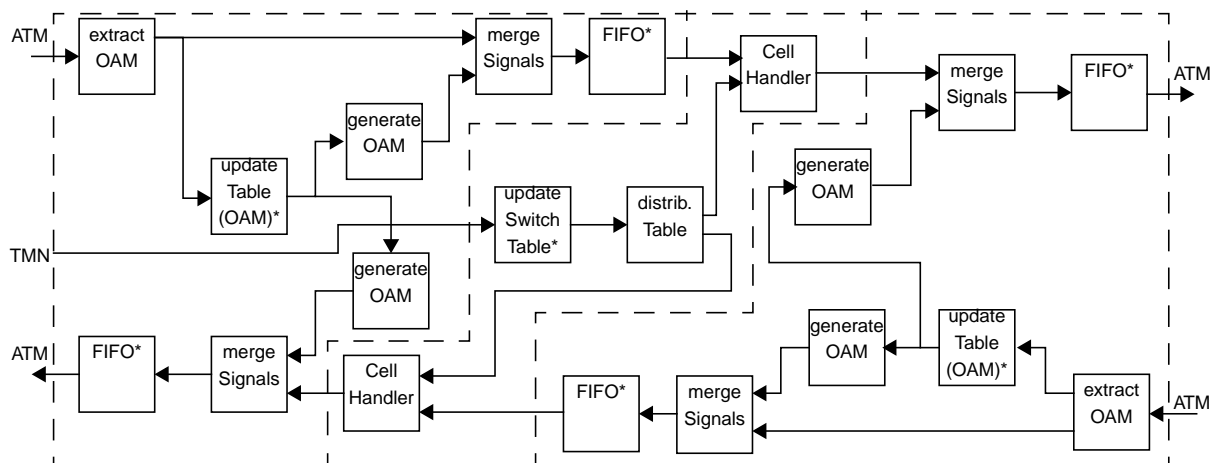 ATM
extract
OAM
merge
Signals
FIFO*
Cell
Handler
merge
Signals
FIFO*
ATM
generate
OAM
update
Table
(OAM)*
generate
OAM
update
Switch
Table*
distrib.
Table
TMN
generate
OAM
generate
OAM
update
Table
(OAM)*
ATM
FIFO*
merge
Signals
Cell
Handler
FIFO*
merge
Signals
extract
OAM
ATM